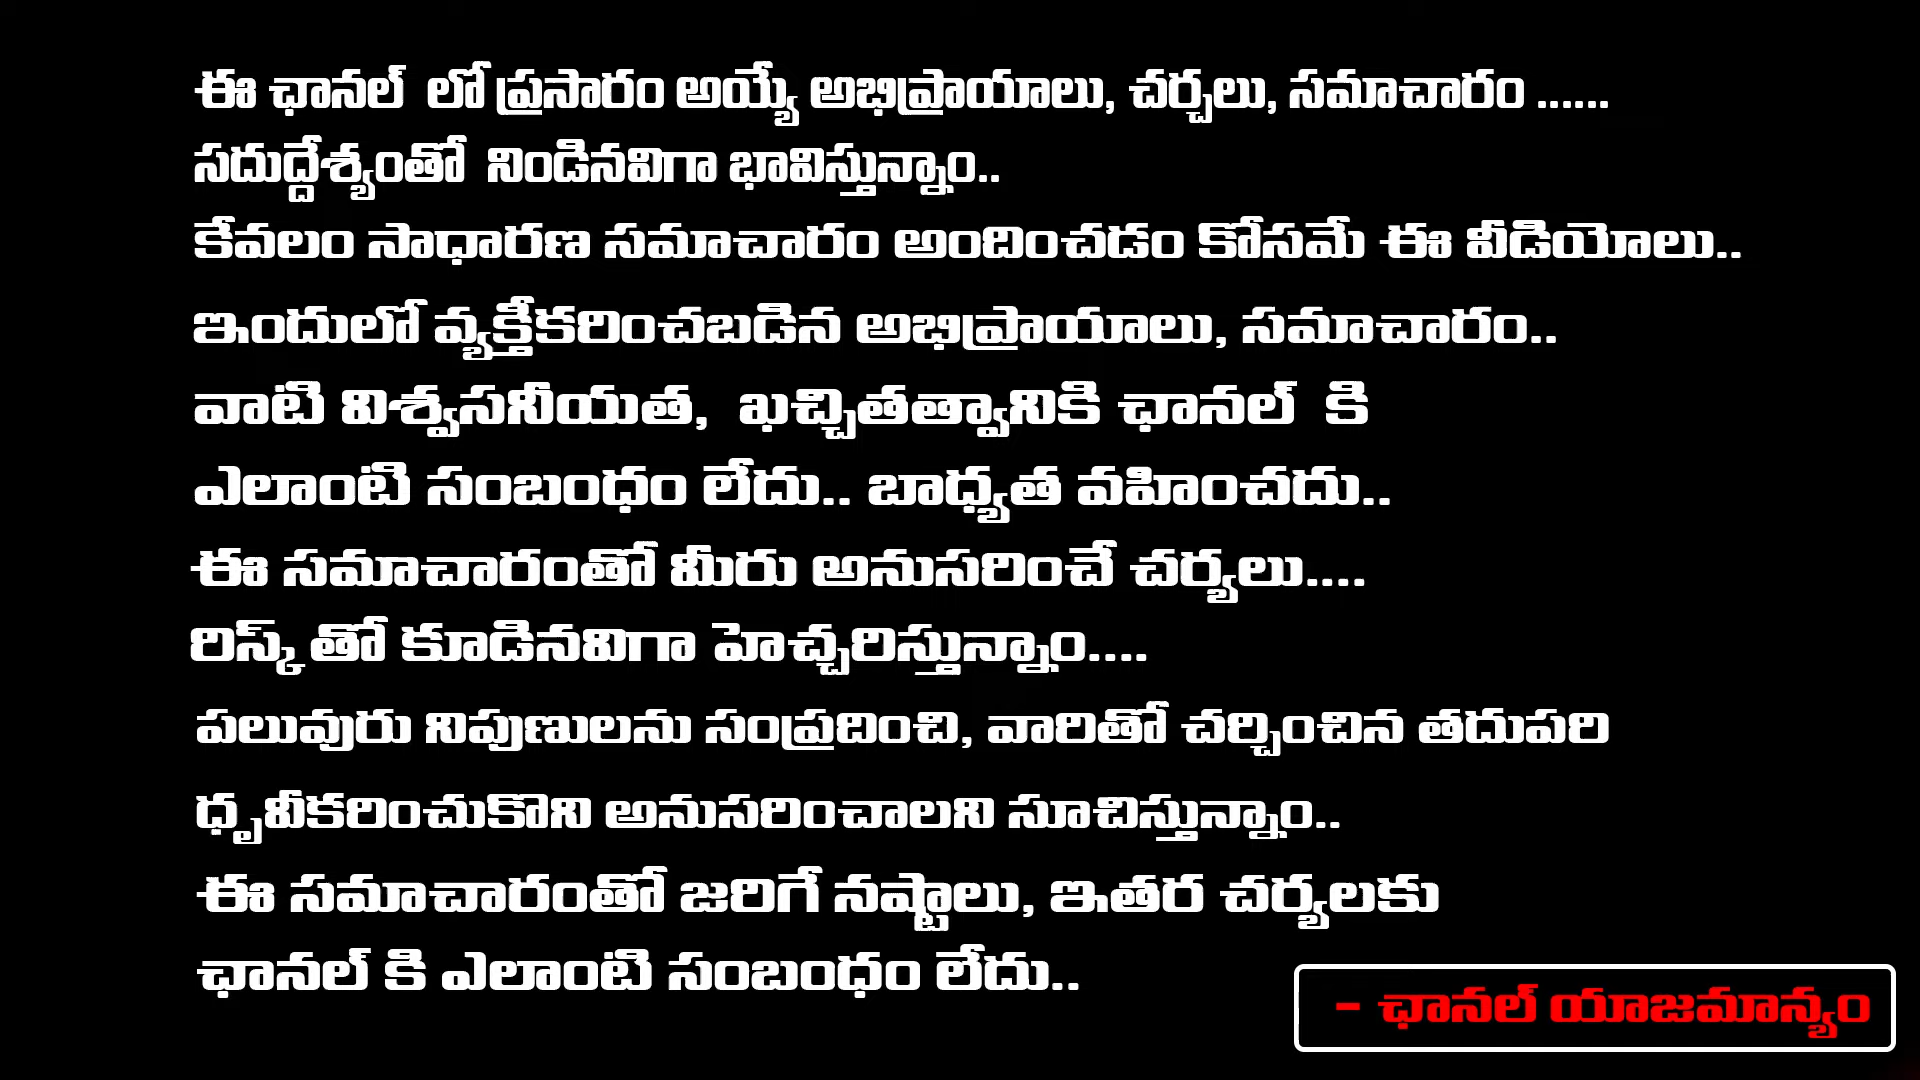 ఈ ఛానల్ లో ప్రసారం అయ్యే అభిప్రాయాలు, చర్చలు, సమాచారం ......
సదుద్దేశ్యంతో నిండినవిగా భావిస్తున్నాం..
కేవలం సాధారణ సమాచారం అందించడం కోసమే ఈ వీడియోలు..
ఇందులో వ్యక్తీకరించబడిన అభిప్రాయాలు, సమాచారం..
వాటి విశ్వసనీయత, ఖచ్చితత్వానికి ఛానల్ కి
ఎలాంటి సంబంధం లేదు.. బాధ్యత వహించదు..
ఈ సమాచారంతో మీరు అనుసరించే చర్యలు....
రిస్క్ తో కూడినవిగా హెచ్చరిస్తున్నాం....
పలువురు నిపుణులను సంప్రదించి, వారితో చర్చించిన తదుపరి
ధృవీకరించుకొని అనుసరించాలని సూచిస్తున్నాం..
ఈ సమాచారంతో జరిగే నష్టాలు, ఇతర చర్యలకు
ఛానల్ కి ఎలాంటి సంబంధం లేదు..
- ఛానల్ యాజమాన్యం